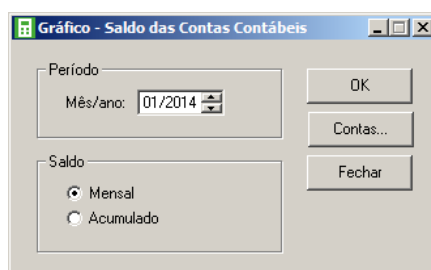 Gráfico - Saldo das Contas Contábeis
Período
Mês/ano: 01/2014
OK
Contas...
Saldo
Fechar
Mensal
Acumulado